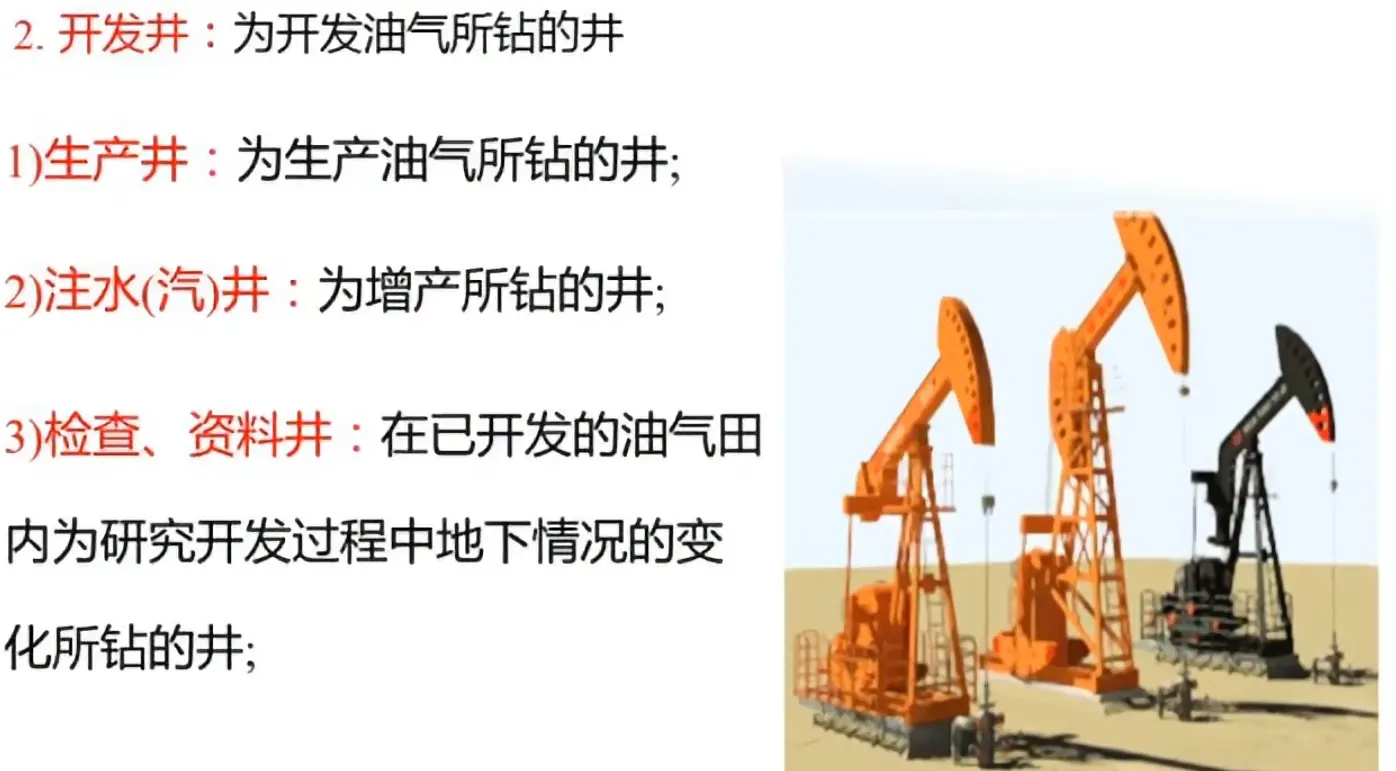 2. 开发井：为开发油气所钻的井
1)生产井：为生产油气所钻的井;
2)注水(汽)井：为增产所钻的井;
3)检查、资料井：在已开发的油气田
内为研究开发过程中地下情况的变
化所钻的井;